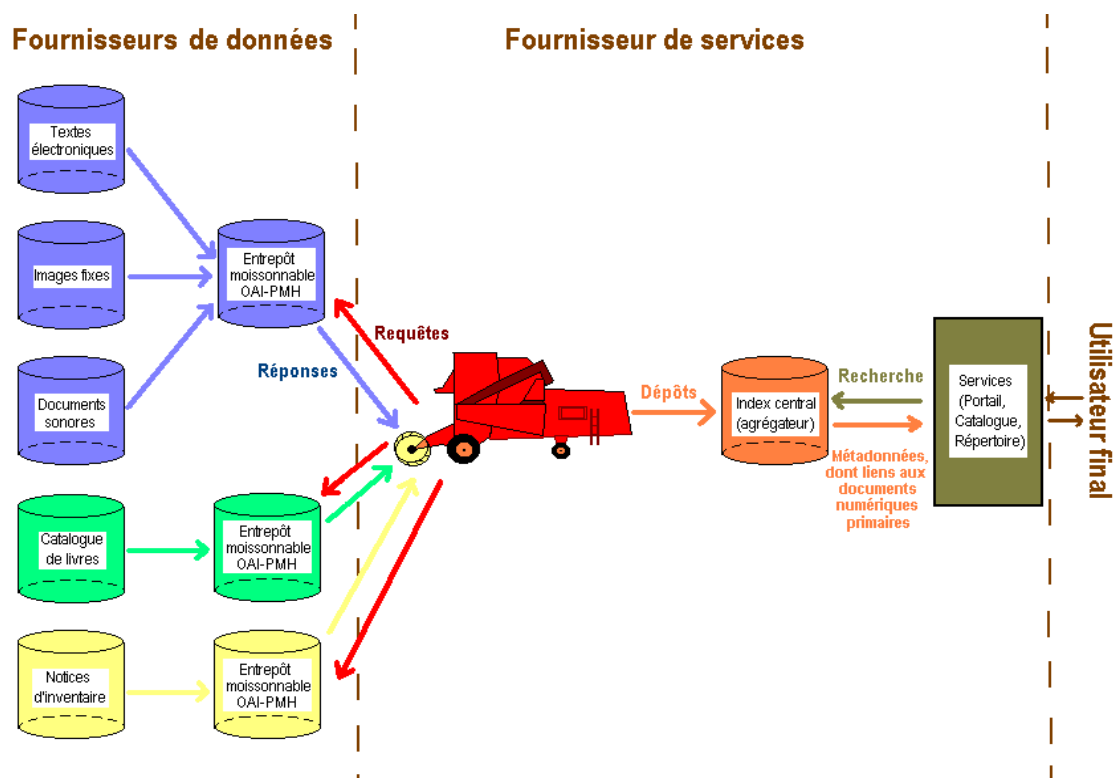 Fournisseurs de données
Fournisseur de services
Textes
électroniques
Images fixes
Documents
sonores
Entrepôt
moissonnable
OAI-PMH
Requêtes
Réponses
Catalogue
de livres
Entrepôt
moissonnable
OAI-PMH
Notices
d'inventaire
Entrepôt
moissonnable
OAI-PMH
Dépôts
Index central
(agrégateur)
Recherche
Métadonnées,
dont liens aux
documents
numériques
primaires
Services
(Portail,
Catalogue,
Répertoire)
Utilisateur final